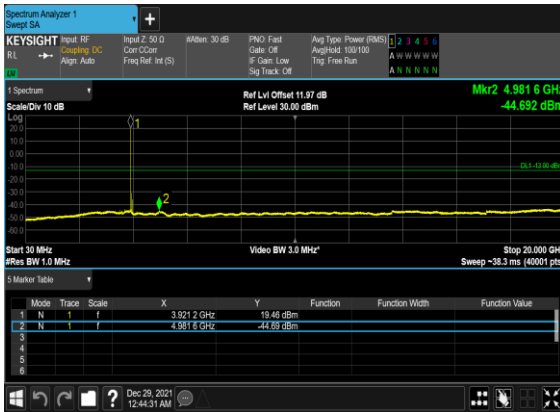 Spectrum Analyzer 1
Swept SA
+
KEYSIGHT Input: RF Input Z: 50 Ω #Atten: 30 dB PNO: Fast Avg Type: Power (RMS) 1 2 3 4 5 6
RL Coupling: DC Corr CCorr Gate: Off Avg|Hold: 100/100 A W W W W W
Align: Auto Freq Ref: Int (S) IF Gain: Low Trig: Free Run
Sig Track: Off A N N N N N
1 Spectrum
Ref Lvl Offset 11.97 dB Mkr2 4.981 6 GHz
Scale/Div 10 dB Ref Level 30.00 dBm -44.692 dBm
Log
20.0
10.0
0.00
-10.0
DL1 -13.00 dBm
-20.0
-30.0
-40.0
-50.0
-60.0
1
2
Start 30 MHz Video BW 3.0 MHz* Stop 20.000 GHz
#Res BW 1.0 MHz Sweep ~38.3 ms (40001 pts)
5 Marker Table
Mode Trace Scale X Y Function Function Width Function Value
1 N 1 f 3.921 2 GHz 19.46 dBm
2 N 1 f 4.981 6 GHz -44.69 dBm
3
4
5
6
? Dec 29, 2021
12:44:31 AM